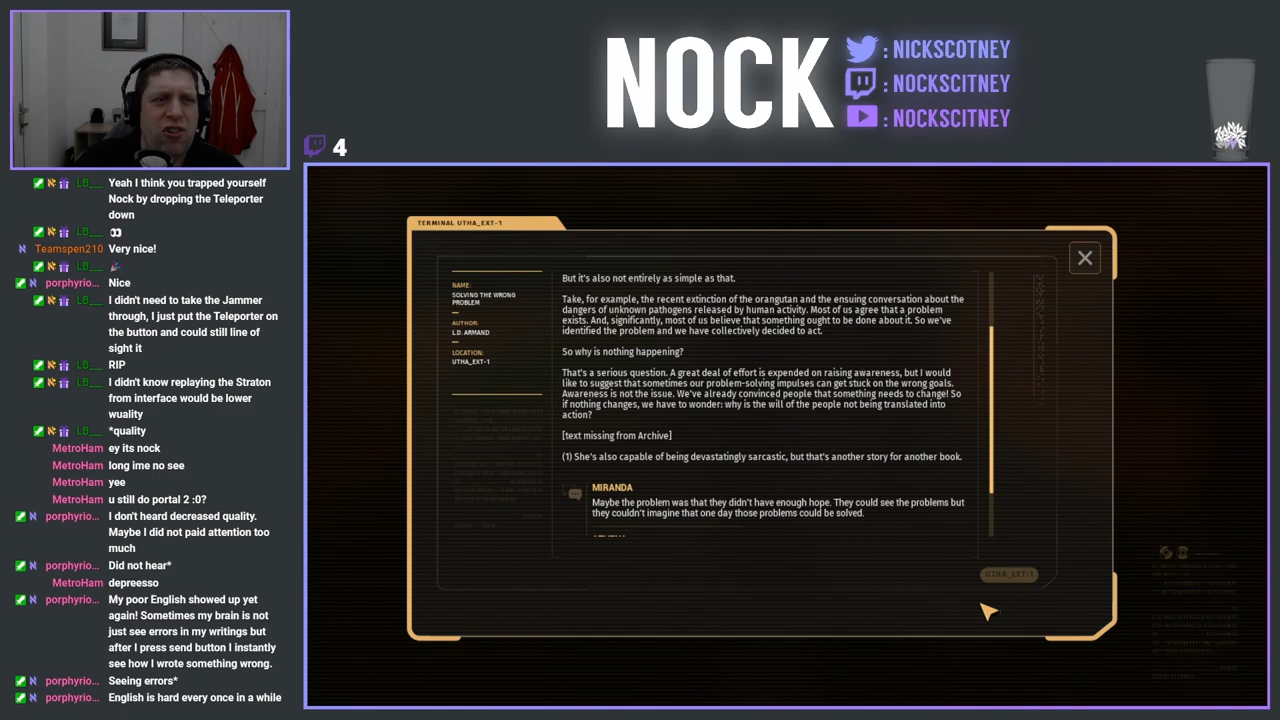 NOCK
: NICKSCOTNEY
: NOCKSCITNEY
: NOCKSCITNEY
4
LB__ Yeah I think you trapped yourself
Nock by dropping the Teleporter
down
LB__
Teamspen210 Very nice!
LB__
porphyrio... Nice
LB__ I didn't need to take the Jammer
through, I just put the Teleporter on
the button and could still line of
sight it
LB__ RIP
LB__ I didn't know replaying the Straton
from interface would be lower
wuality
LB__ *quality
MetroHam ey its nock
MetroHam long ime no see
MetroHam yee
MetroHam u still do portal 2 :0?
porphyrio... I don't heard decreased quality.
Maybe I did not paid attention too
much
porphyrio... Did not hear*
MetroHam depreesso
porphyrio... My poor English showed up yet
again! Sometimes my brain is not
just see errors in my writings but
after I press send button I instantly
see how I wrote something wrong.
porphyrio... Seeing errors*
porphyrio... English is hard every once in a while
TERMINAL UTHA_EXT-1
NAME:
SOLVING THE WRONG
PROBLEM
AUTHOR:
L.D. ARMAND
LOCATION:
UTHA_EXT-1
But it's also not entirely as simple as that.
Take, for example, the recent extinction of the orangutan and the ensuing conversation about the
dangers of unknown pathogens released by human activity. Most of us agree that a problem
exists. And, significantly, most of us believe that something ought to be done about it. So we've
identified the problem and we have collectively decided to act.
So why is nothing happening?
That's a serious question. A great deal of effort is expended on raising awareness, but I would
like to suggest that sometimes our problem-solving impulses can get stuck on the wrong goals.
Awareness is not the issue. We've already convinced people that something needs to change! So
if nothing changes, we have to wonder: why is the will of the people not being translated into
action?
[text missing from Archive]
(1) She's also capable of being devastatingly sarcastic, but that's another story for another book.
MIRANDA
Maybe the problem was that they didn't have enough hope. They could see the problems but
they couldn't imagine that one day those problems could be solved.
UTHA_EXT-1